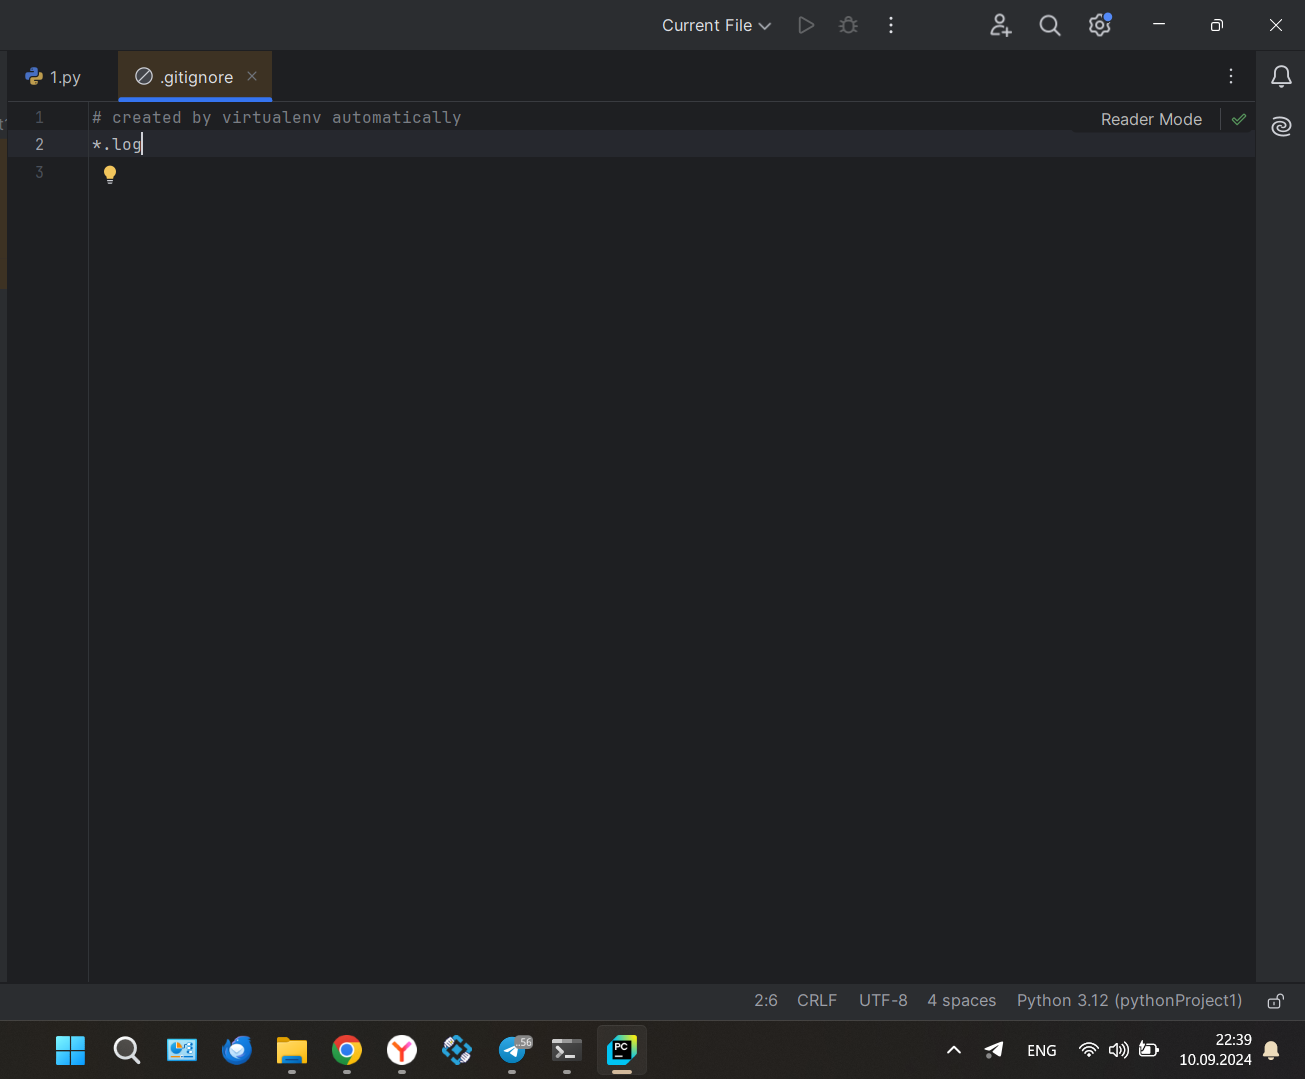 Current File
1.py
.gitignore
1 # created by virtualenv automatically
Reader Mode
2 *.log
3
2:6 CRLF UTF-8 4 spaces Python 3.12 (pythonProject1)
.56
PC
ENG
22:39
10.09.2024